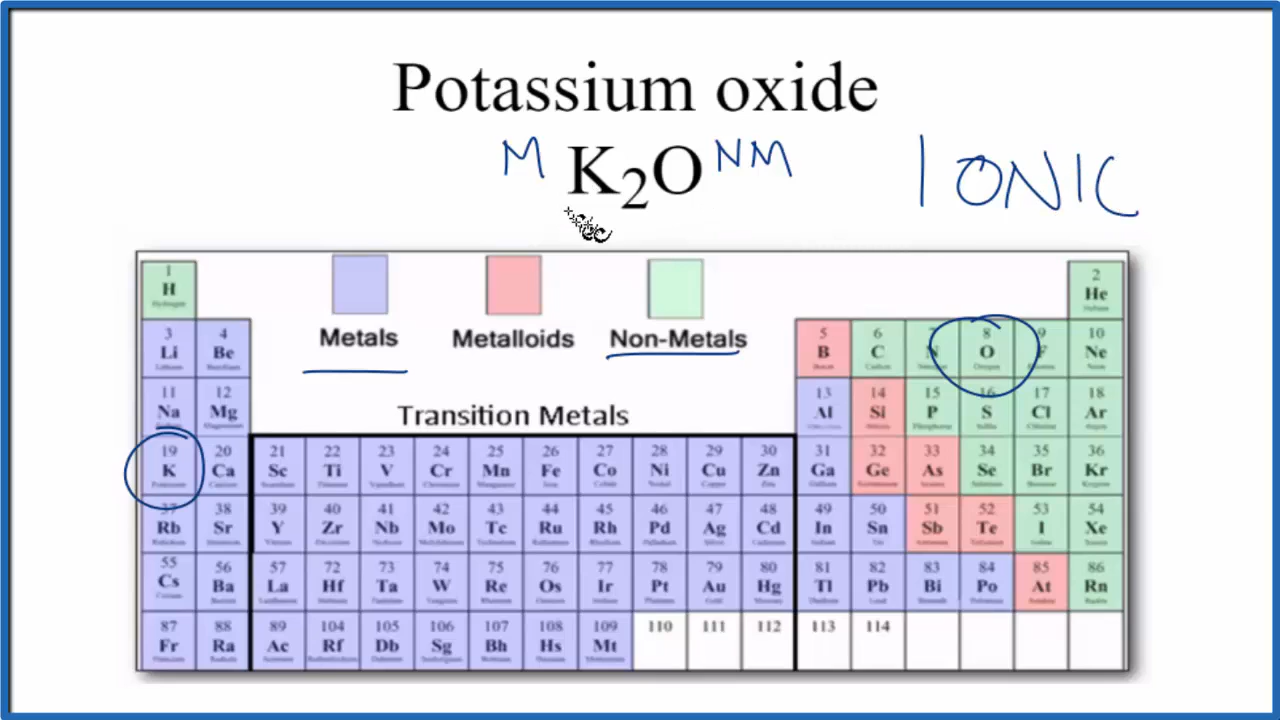 Potassium oxide
M K₂O NM IONIC
Metals Metalloids Non-Metals
Transition Metals
1 2
H He
Hydrogen
3 4 5 6 7 8 9 10
Li Be B C N O F Ne
Boron Carbon Oxygen
11 12 13 14 15 16 17 18
Na Mg Al Si P S Cl Ar
19 20 21 22 23 24 25 26 27 28 29 30 31 32 33 34 35 36
K Ca Sc Ti V Cr Mn Fe Co Ni Cu Zn Ga Ge As Se Br Kr
37 38 39 40 41 42 43 44 45 46 47 48 49 50 51 52 53 54
Rb Sr Y Zr Nb Mo Tc Ru Rh Pd Ag Cd In Sn Sb Te I Xe
55 56 57 72 73 74 75 76 77 78 79 80 81 82 83 84 85 86
Cs Ba La Hf Ta W Re Os Ir Pt Au Hg Tl Pb Bi Po At Rn
87 88 89 104 105 106 107 108 109 110 111 112 113 114
Fr Ra Ac Rf Db Sg Bh Hs Mt